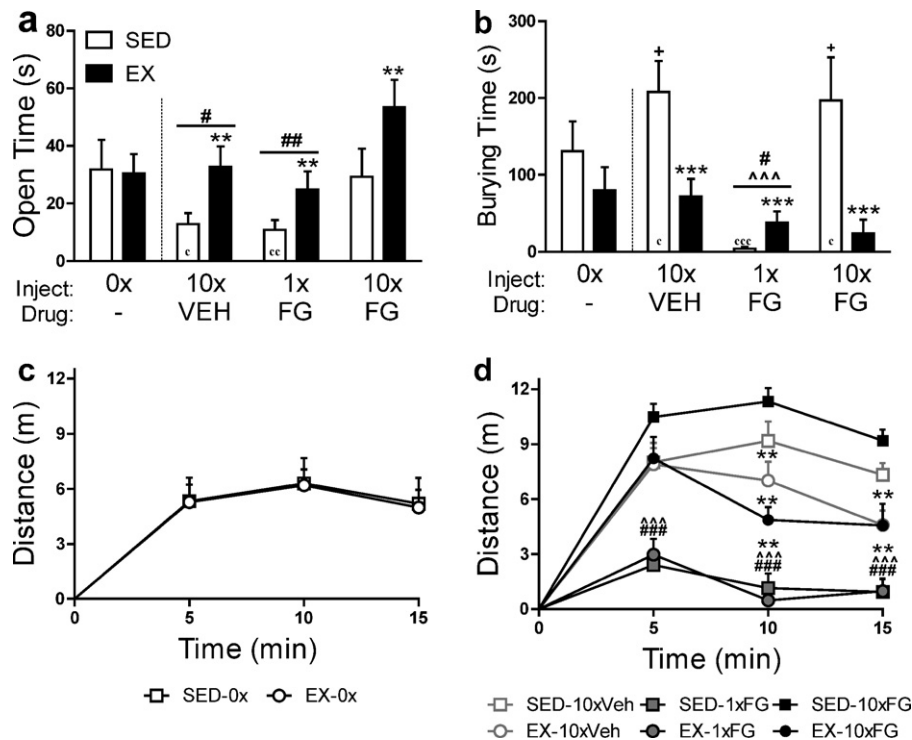 a
Open Time (s)
SED
EX
80
60
40
20
0
#
**
##
**
**
c
cc
Inject: 0x 10x 1x 10x
Drug: - VEH FG FG
b
Burying Time (s)
300
200
100
0
+
***
#
^^^
***
+
***
c
ccc
c
Inject: 0x 10x 1x 10x
Drug: - VEH FG FG
c
Distance (m)
12
9
6
3
0
0 5 10 15
Time (min)
SED-0x EX-0x
d
Distance (m)
12
9
6
3
0
**
**
**
^^^
###
**
^^^
###
**
^^^
###
0 5 10 15
Time (min)
SED-10xVeh SED-1xFG SED-10xFG
EX-10xVeh EX-1xFG EX-10xFG